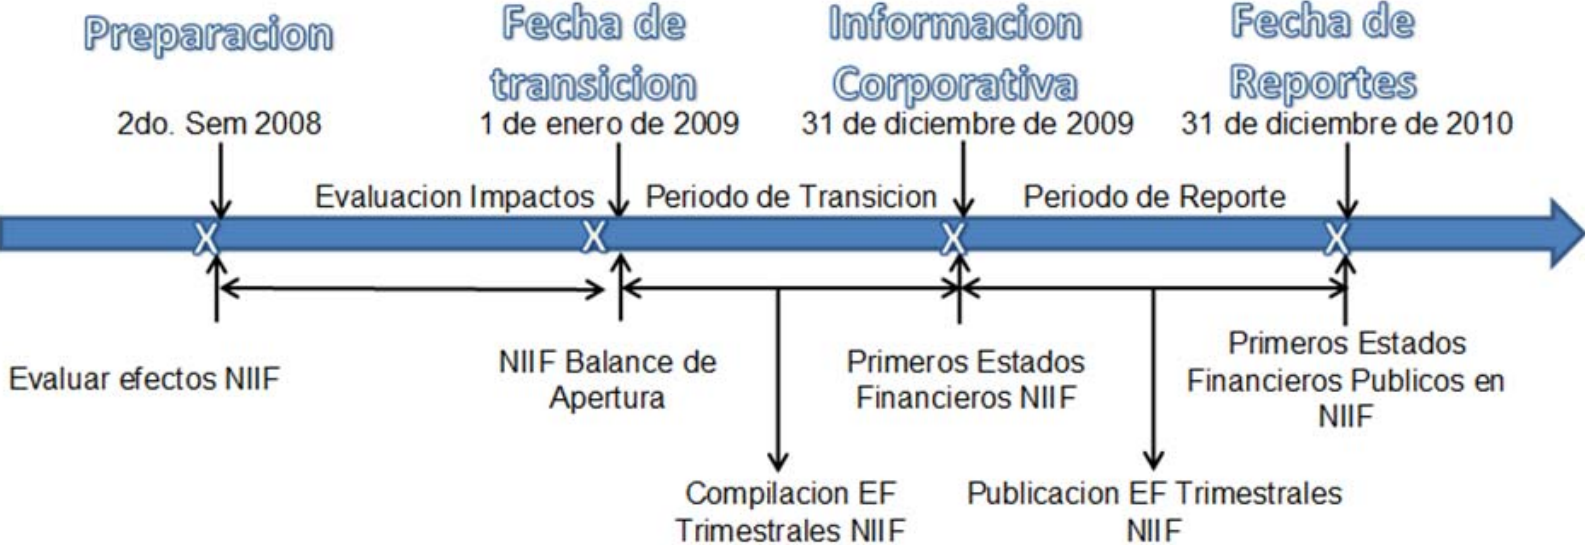 Preparacion
Fecha de
transicion
Informacion
Corporativa
Fecha de
Reportes
2do. Sem 2008
1 de enero de 2009
31 de diciembre de 2009
31 de diciembre de 2010
Evaluacion Impactos
Periodo de Transicion
Periodo de Reporte
X
X
X
X
Evaluar efectos NIIF
NIIF Balance de
Apertura
Primeros Estados
Financieros NIIF
Primeros Estados
Financieros Publicos en
NIIF
Compilacion EF
Trimestrales NIIF
Publicacion EF Trimestrales
NIIF